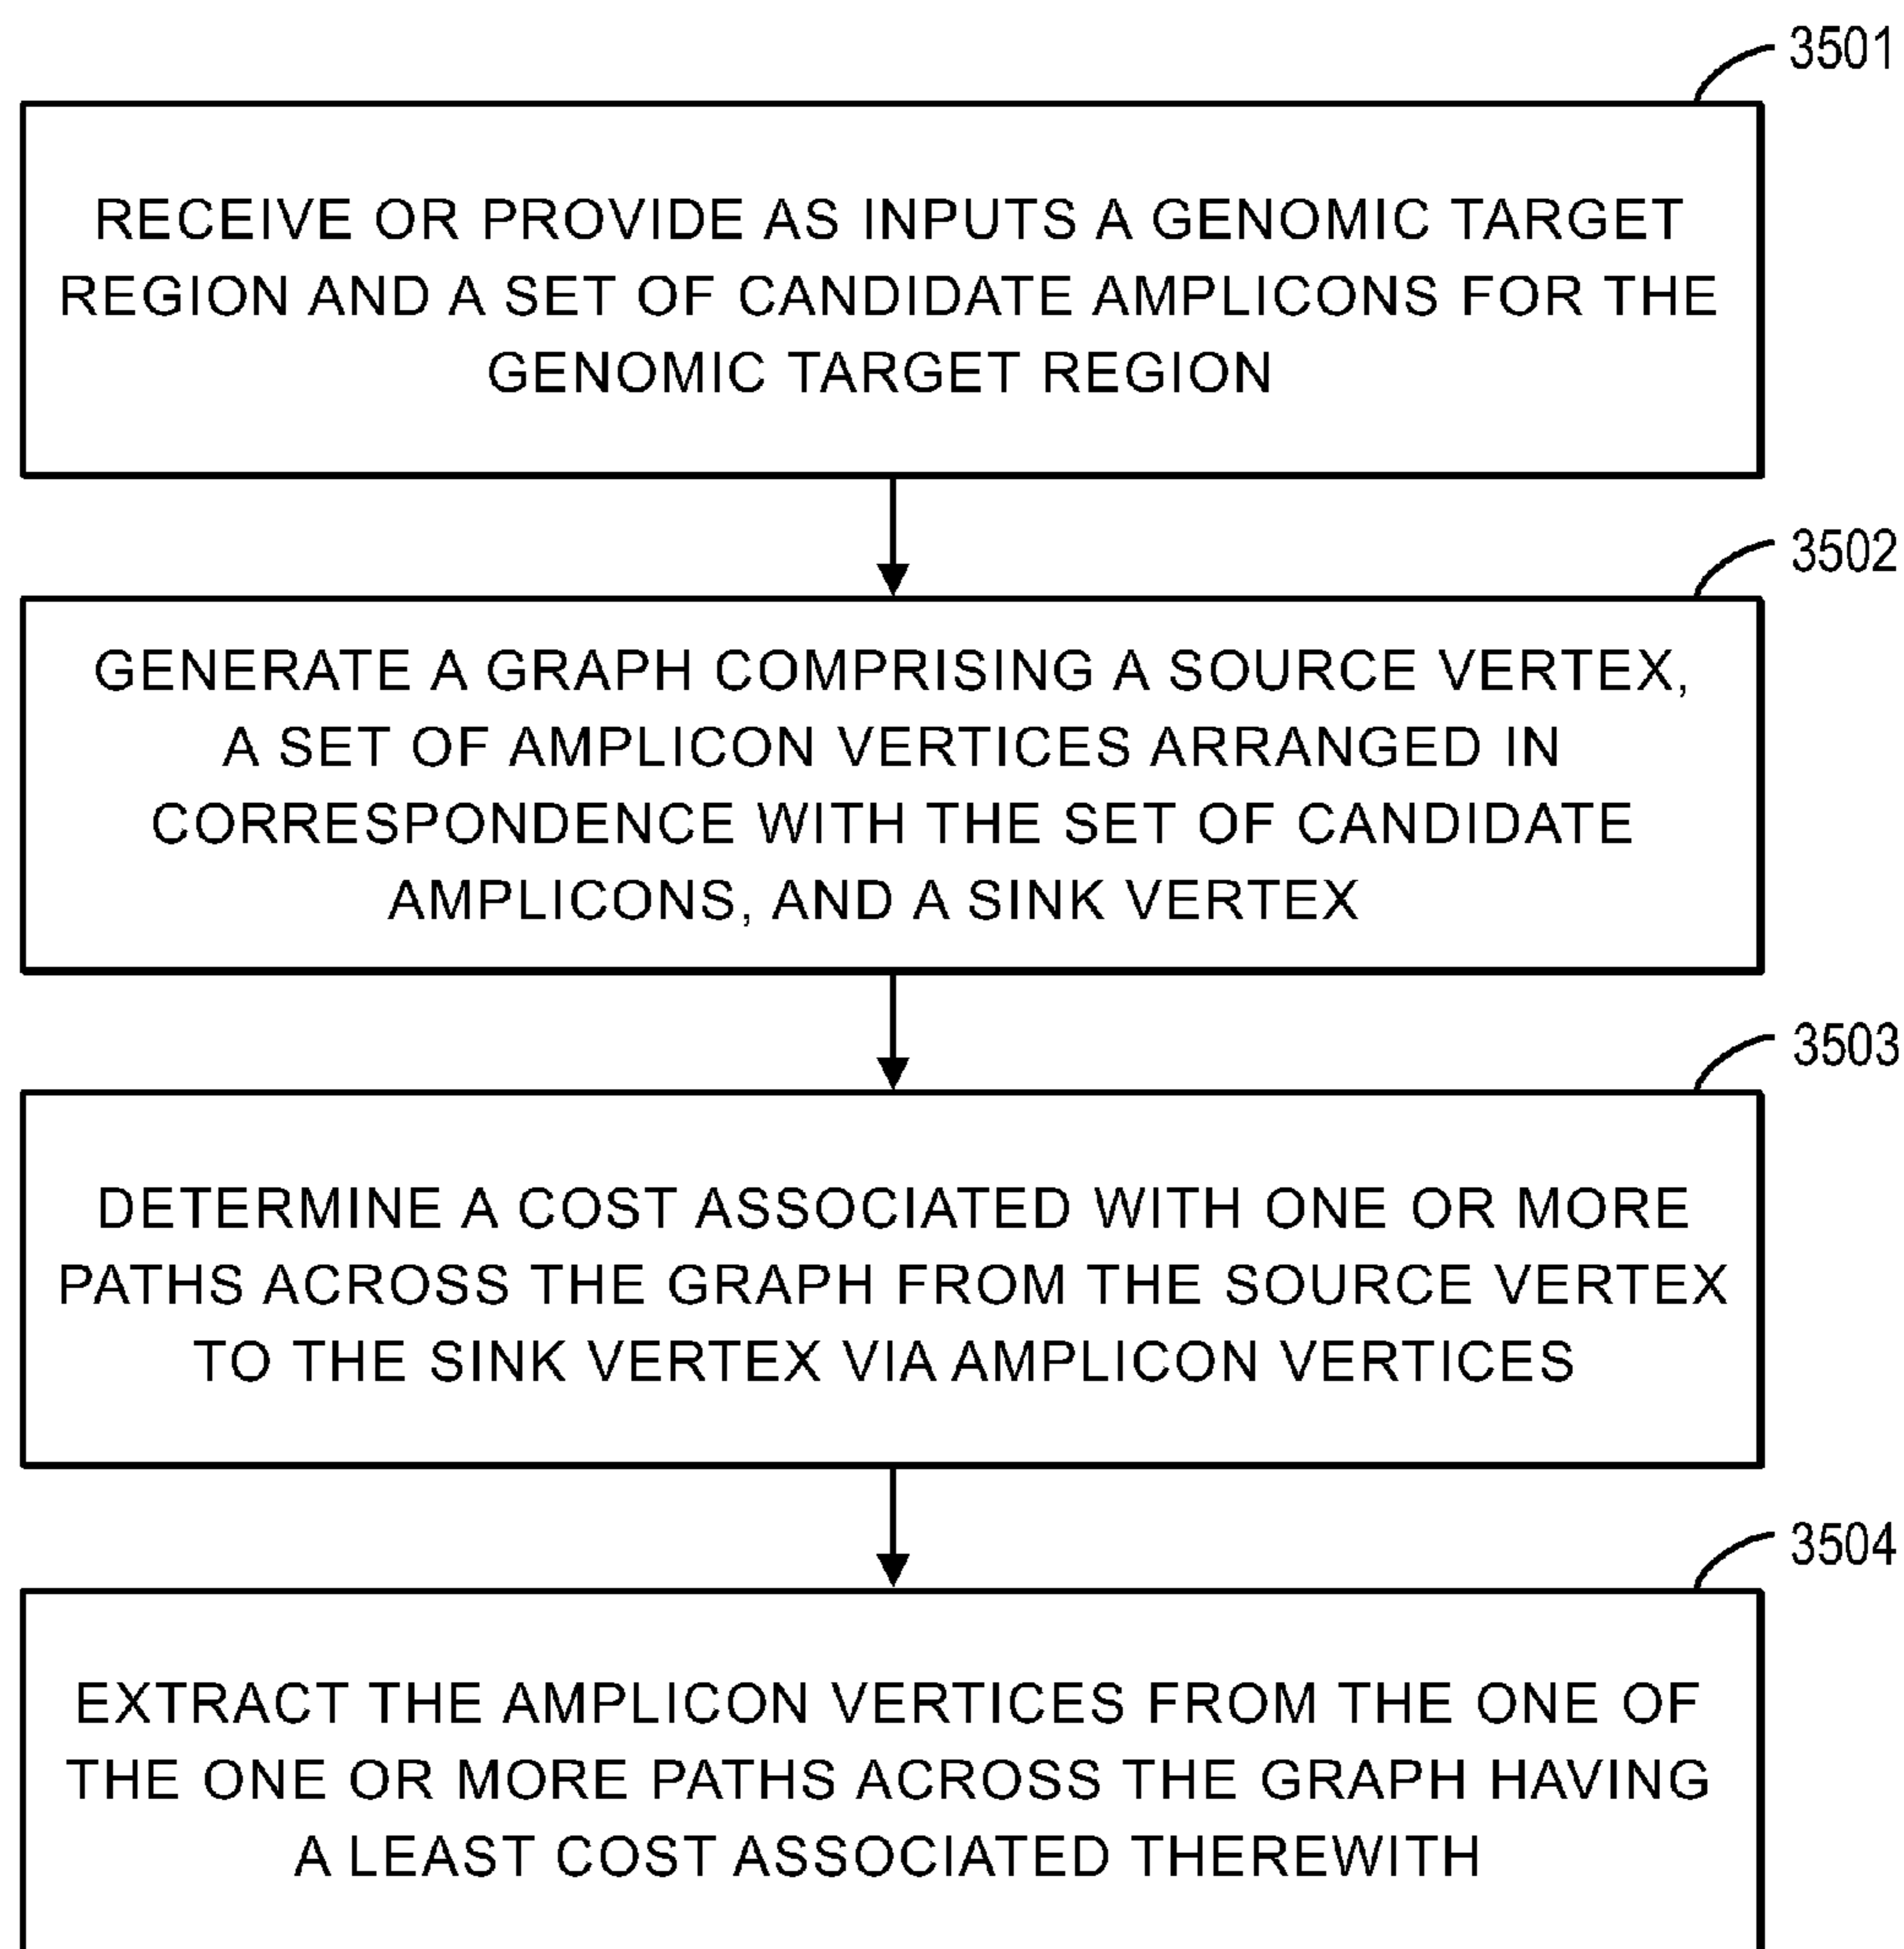 3501
RECEIVE OR PROVIDE AS INPUTS A GENOMIC TARGET
REGION AND A SET OF CANDIDATE AMPLICONS FOR THE
GENOMIC TARGET REGION
3502
GENERATE A GRAPH COMPRISING A SOURCE VERTEX,
A SET OF AMPLICON VERTICES ARRANGED IN
CORRESPONDENCE WITH THE SET OF CANDIDATE
AMPLICONS, AND A SINK VERTEX
3503
DETERMINE A COST ASSOCIATED WITH ONE OR MORE
PATHS ACROSS THE GRAPH FROM THE SOURCE VERTEX
TO THE SINK VERTEX VIA AMPLICON VERTICES
3504
EXTRACT THE AMPLICON VERTICES FROM THE ONE OF
THE ONE OR MORE PATHS ACROSS THE GRAPH HAVING
A LEAST COST ASSOCIATED THEREWITH